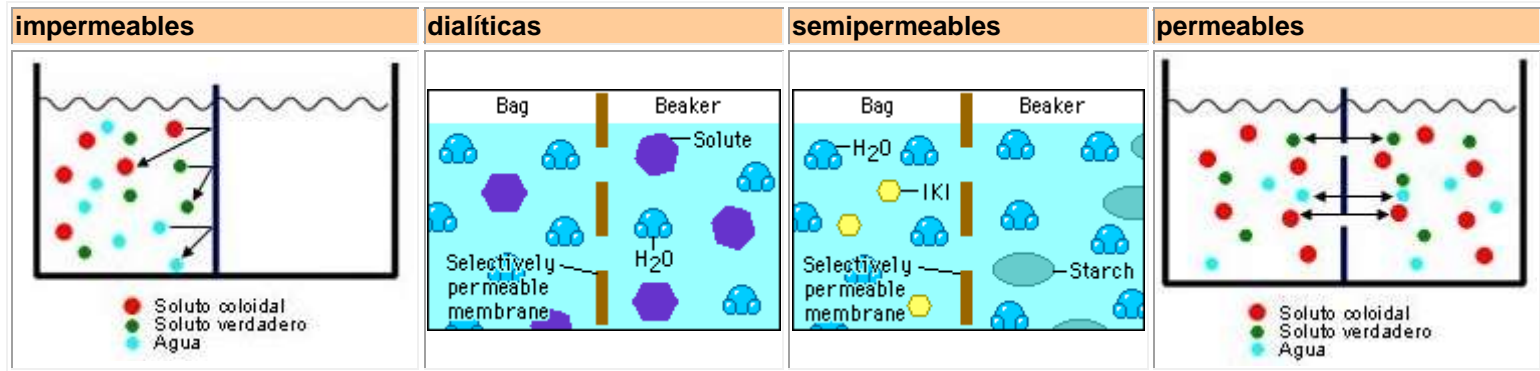 impermeables
Soluto coloidal
Soluto verdadero
Agua
dialíticas
Bag Beaker
Solute
H2O
Selectively
permeable
membrane
semipermeables
Bag Beaker
H2O
IKI
Selectively
permeable
membrane
Starch
permeables
Soluto coloidal
Soluto verdadero
Agua